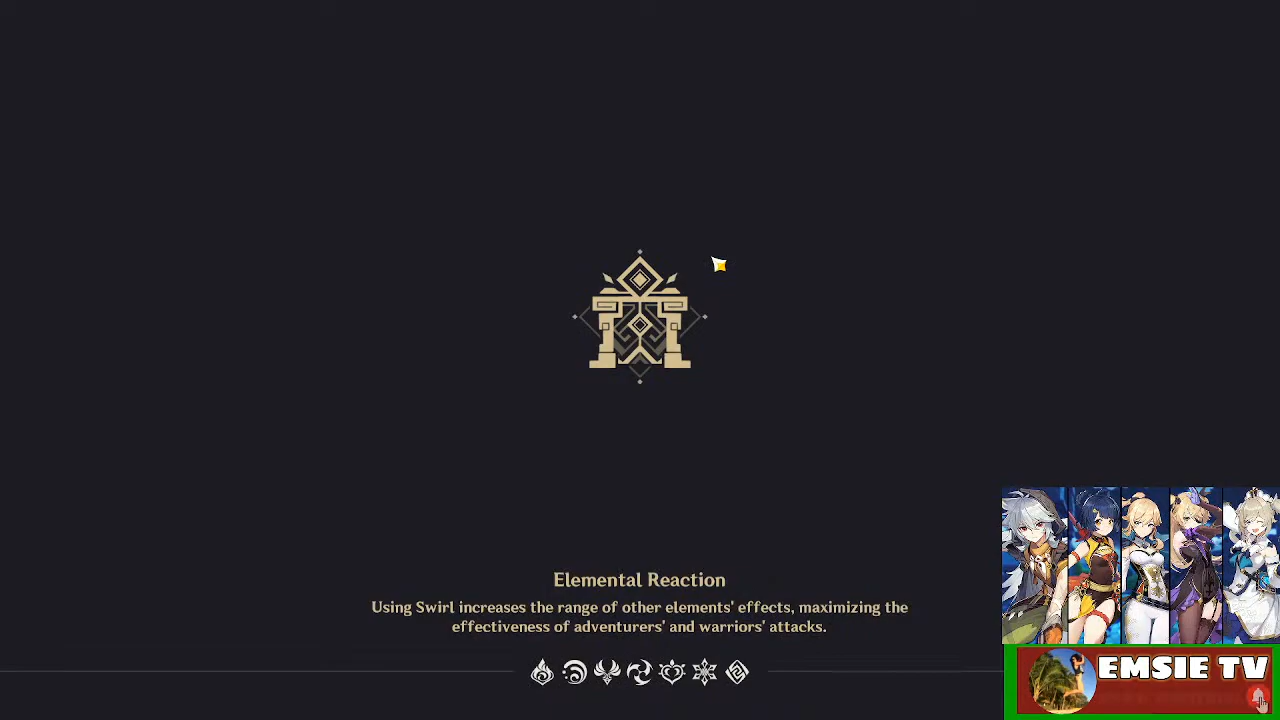 Elemental Reaction
Using Swirl increases the range of other elements' effects, maximizing the
effectiveness of adventurers' and warriors' attacks.
EMSIE TV